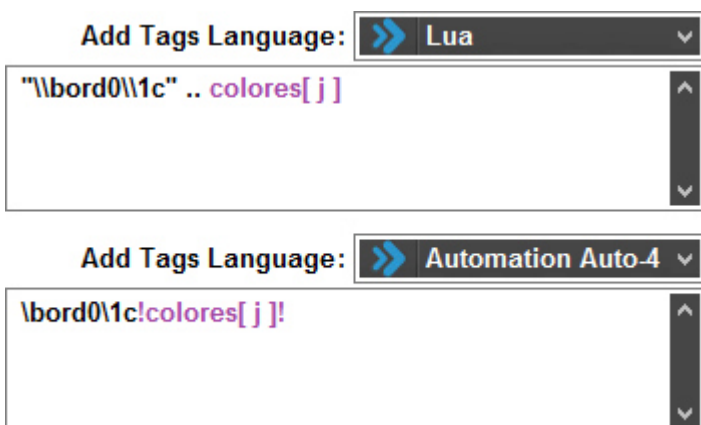 Add Tags Language: Lua
"\\bord0\\1c" .. colores[ j ]
Add Tags Language: Automation Auto-4
\bord0\1c!colores[ j ]!